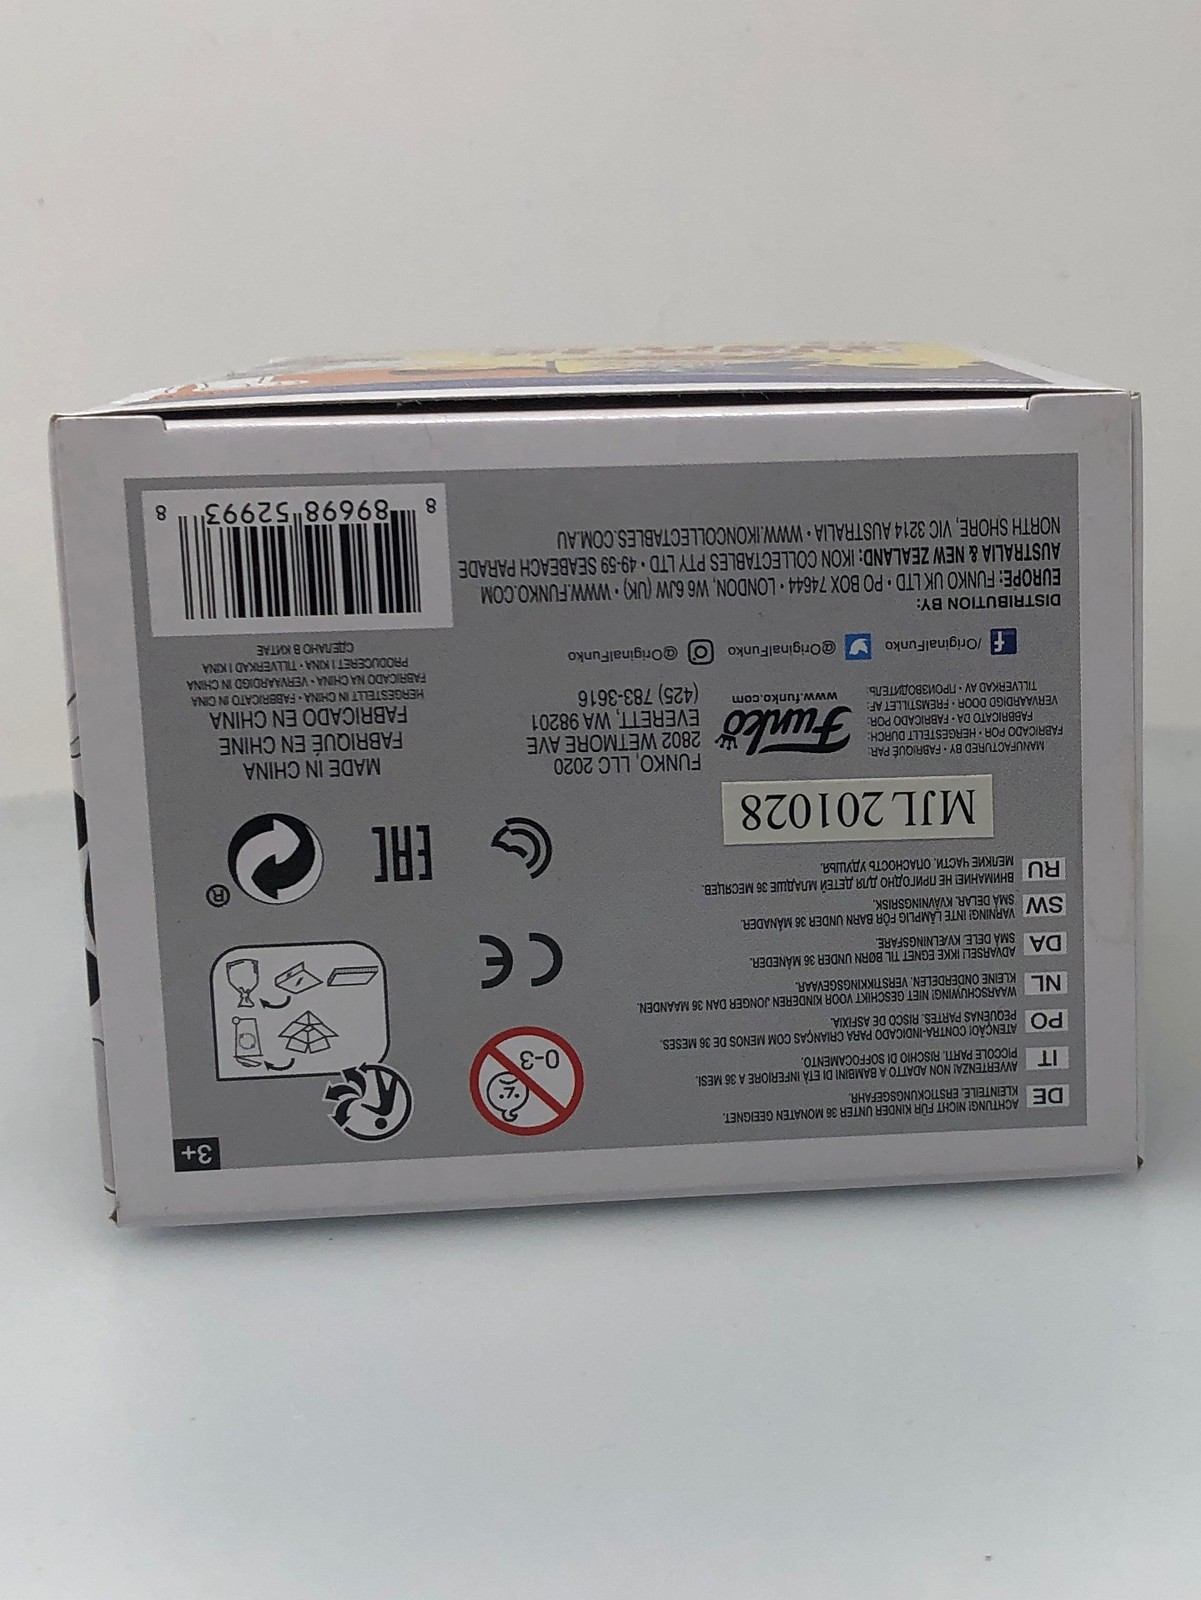 3+
DE
ACHTUNG! NICHT FÜR KINDER UNTER 36 MONATEN GEEIGNET.
KLEINTEILE. ERSTICKUNGSGEFAHR.
IT
AVVERTENZA! NON ADATTO A BAMBINI DI ETÀ INFERIORE A 36 MESI.
PICCOLE PARTI. RISCHIO DI SOFFOCAMENTO.
PO
ATENÇÃO! CONTRA-INDICADO PARA CRIANÇAS COM MENOS DE 36 MESES.
PEQUENAS PARTES. RISCO DE ASFIXIA.
NL
WAARSCHUWING! NIET GESCHIKT VOOR KINDEREN JONGER DAN 36 MAANDEN.
KLEINE ONDERDELEN. VERSTIKKINGSGEVAAR.
DA
ADVARSEL! IKKE EGNET TIL BØRN UNDER 36 MÅNEDER.
SMÅ DELE. KVÆLNINGSFARE.
SW
VARNING! INTE LÄMPLIG FÖR BARN UNDER 36 MÅNADER.
SMÅ DELAR. KVÄVNINGSRISK.
RU
ВНИМАНИЕ! НЕ ПРИГОДНО ДЛЯ ДЕТЕЙ МЛАДШЕ 36 МЕСЯЦЕВ.
МЕЛКИЕ ЧАСТИ. ОПАСНОСТЬ УДУШЬЯ.
0-3
CE
EAC
®
MJL 201028
MANUFACTURED BY • FABRIQUÉ PAR:
FABRICADO POR • HERGESTELLT DURCH:
FABBRICATO DA • FABRICADO POR:
VERVAARDIGD DOOR • FREMSTILLET AF:
TILLVERKAD AV • ПРОИЗВОДИТЕЛЬ:
Funko
www.funko.com
FUNKO, LLC 2020
2802 WETMORE AVE
EVERETT, WA 98201
(425) 783-3616
MADE IN CHINA
FABRIQUÉ EN CHINE
FABRICADO EN CHINA
HERGESTELLT IN CHINA • FABBRICATO IN CINA
FABRICADO NA CHINA • VERVAARDIGD IN CHINA
PRODUCERET I KINA • TILLVERKAD I KINA
СДЕЛАНО В КИТАЕ
/OriginalFunko
@OriginalFunko
@OriginalFunko
DISTRIBUTION BY:
EUROPE: FUNKO UK LTD • PO BOX 74644 • LONDON, W6 6JW (UK) • WWW.FUNKO.COM
AUSTRALIA & NEW ZEALAND: IKON COLLECTABLES PTY LTD • 49-59 SEABEACH PARADE
NORTH SHORE, VIC 3214 AUSTRALIA • WWW.IKONCOLLECTABLES.COM.AU
8 89698 52993 8